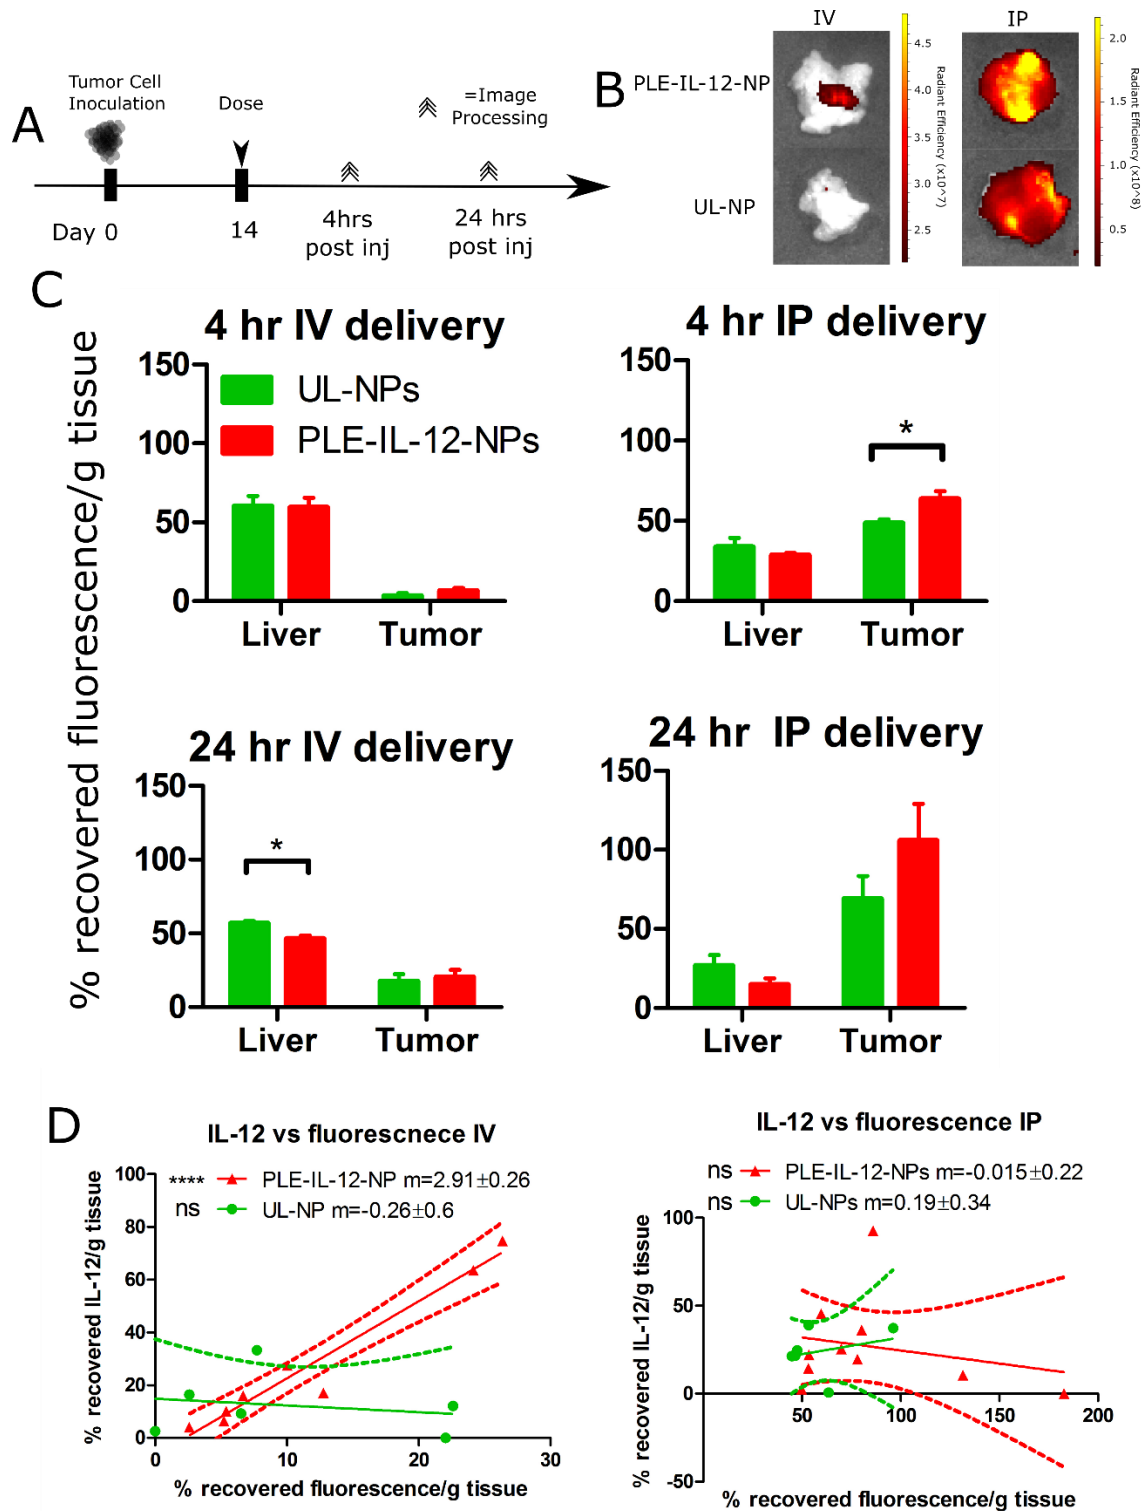 A
Tumor Cell
Inoculation
Dose
=Image
Processing
Day 0
14
4hrs
post inj
24 hrs
post inj
B
IV
IP
PLE-IL-12-NP
UL-NP
4.5
4.0
3.5
3.0
2.5
Radiant Efficiency (x10^7)
2.0
1.5
1.0
0.5
Radiant Efficiency (x10^8)
C
% recovered fluorescence/g tissue
4 hr IV delivery
150
100
50
0
UL-NPs
PLE-IL-12-NPs
Liver
Tumor
4 hr IP delivery
150
100
50
0
*
Liver
Tumor
24 hr IV delivery
150
100
50
0
*
Liver
Tumor
24 hr  IP delivery
150
100
50
0
Liver
Tumor
D
IL-12 vs fluorescnece IV
**** PLE-IL-12-NP m=2.91±0.26
ns UL-NP m=-0.26±0.6
% recovered IL-12/g tissue
100
80
60
40
20
0
0
10
20
30
% recovered fluorescence/g tissue
IL-12 vs fluorescence IP
ns PLE-IL-12-NPs m=-0.015±0.22
ns UL-NPs m=0.19±0.34
% recovered IL-12/g tissue
100
50
0
-50
50
100
150
200
% recovered fluorescence/g tissue